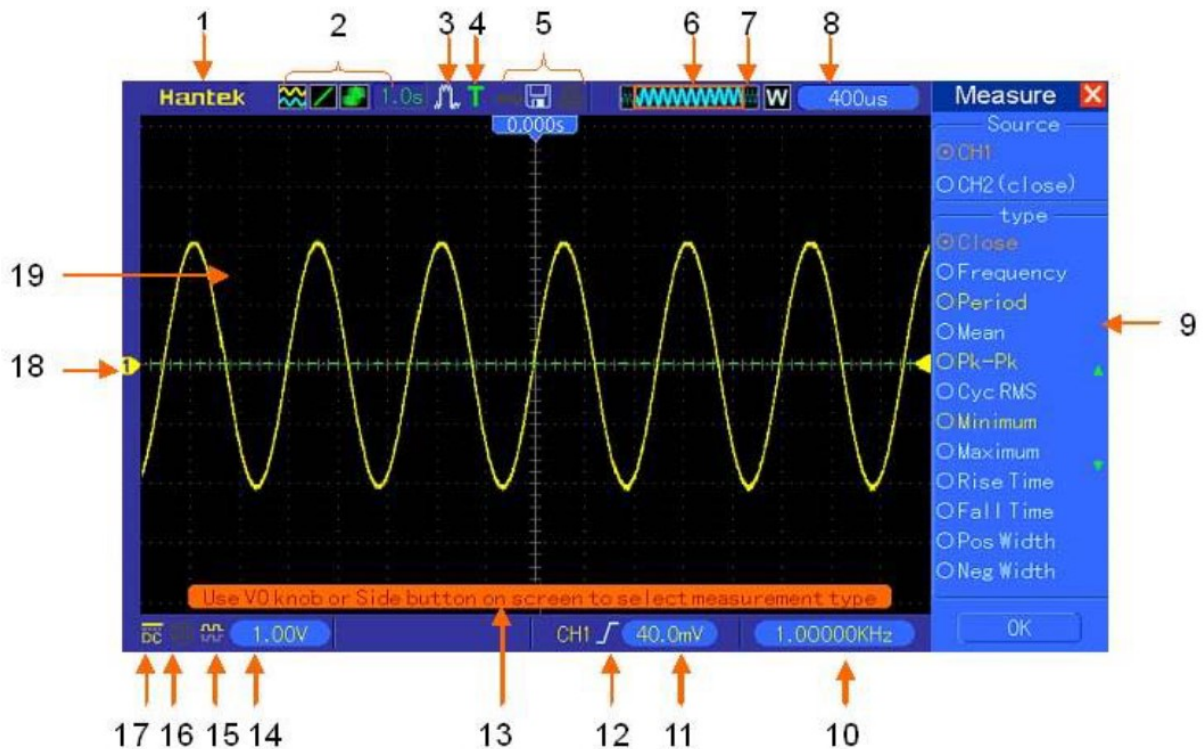 1 2 3 4 5 6 7 8
Hantek 1.0s T W 400us
0.000s
Measure
Source
CH1
CH2(close)
type
Close
Frequency
Period
Mean
Pk-Pk
Cyc RMS
Minimum
Maximum
Rise Time
Fall Time
Pos Width
Neg Width
OK
19
18
1
9
Use V0 knob or Side button on screen to select measurement type
DC 1.00V CH1 40.0mV 1.00000KHz
17 16 15 14 13 12 11 10